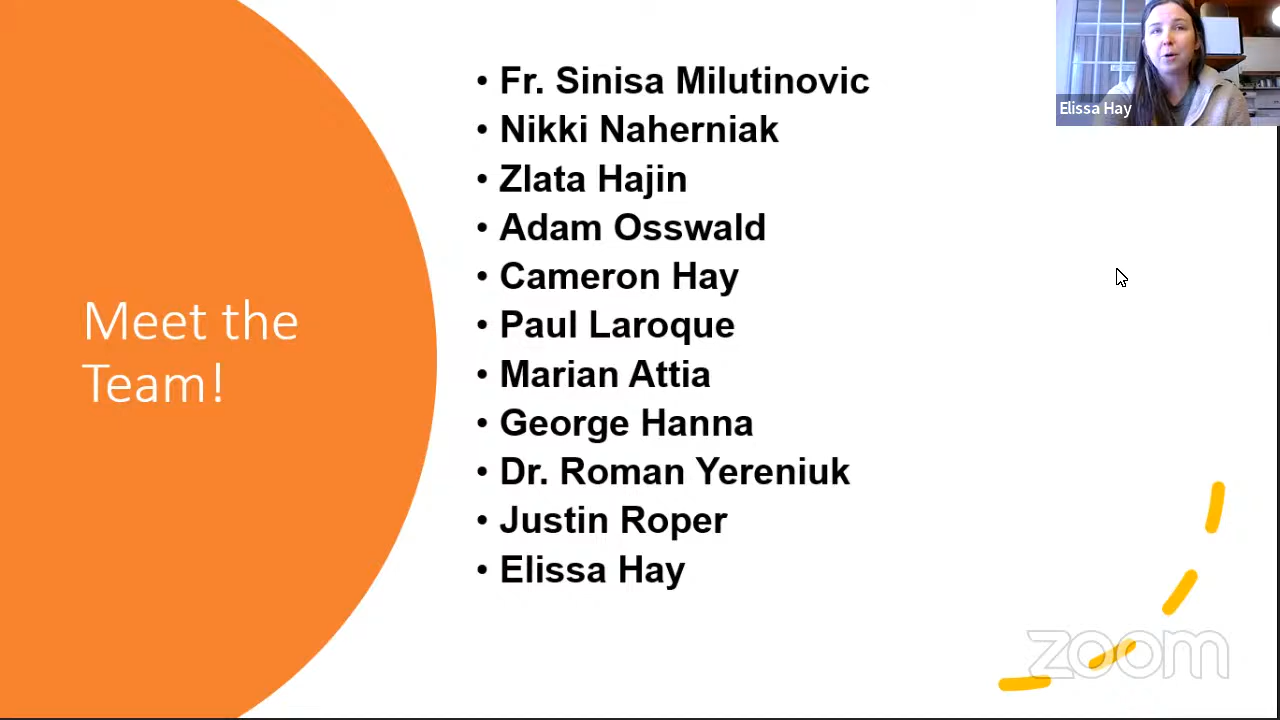 Meet the
Team!
• Fr. Sinisa Milutinovic
• Nikki Naherniak
• Zlata Hajin
• Adam Osswald
• Cameron Hay
• Paul Laroque
• Marian Attia
• George Hanna
• Dr. Roman Yereniuk
• Justin Roper
• Elissa Hay
Elissa Hay
zoom